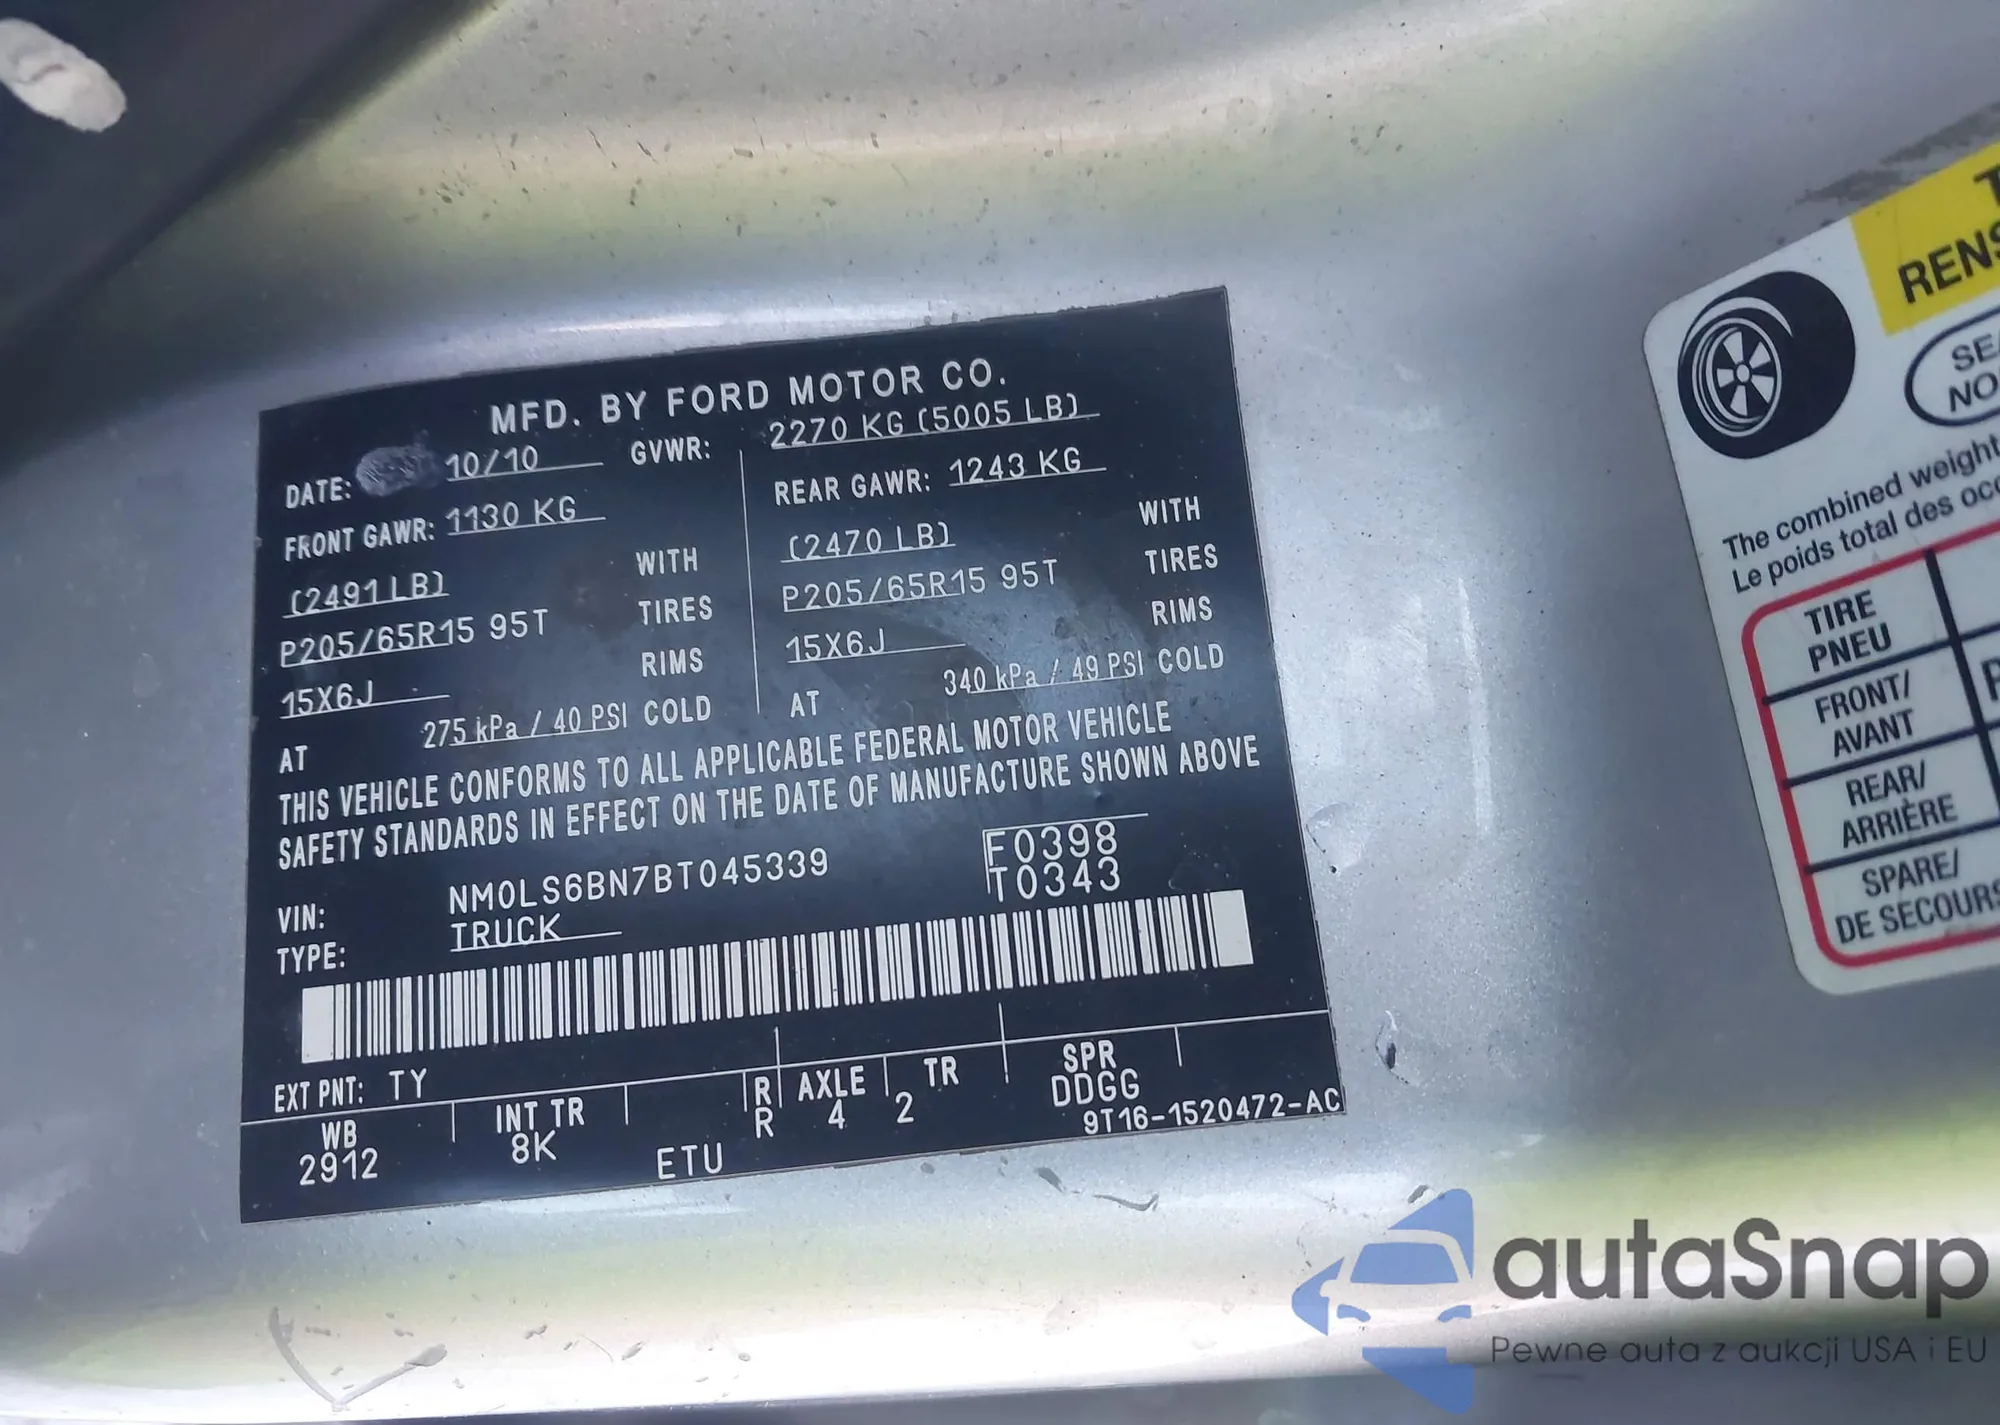 MFD. BY FORD MOTOR CO.
DATE: 10/10 GVWR: 2270 KG (5005 LB)
FRONT GAWR: 1130 KG REAR GAWR: 1243 KG
(2491 LB) WITH (2470 LB) WITH
P205/65R15 95T TIRES P205/65R15 95T TIRES
15X6J RIMS 15X6J RIMS
AT 275 kPa / 40 PSI COLD AT 340 kPa / 49 PSI COLD
THIS VEHICLE CONFORMS TO ALL APPLICABLE FEDERAL MOTOR VEHICLE
SAFETY STANDARDS IN EFFECT ON THE DATE OF MANUFACTURE SHOWN ABOVE
VIN: NM0LS6BN7BT045339 F0398
TYPE: TRUCK T0343
EXT PNT: TY R AXLE TR SPR
WB INT TR R 4 2 DDGG
2912 8K ETU 9T16-1520472-AC
SEA
NO
The combined weight
Le poids total des occ
TIRE
PNEU
FRONT/
AVANT
REAR/
ARRIÈRE
SPARE/
DE SECOURS
autaSnap
Pewne auta z aukcji USA i EU